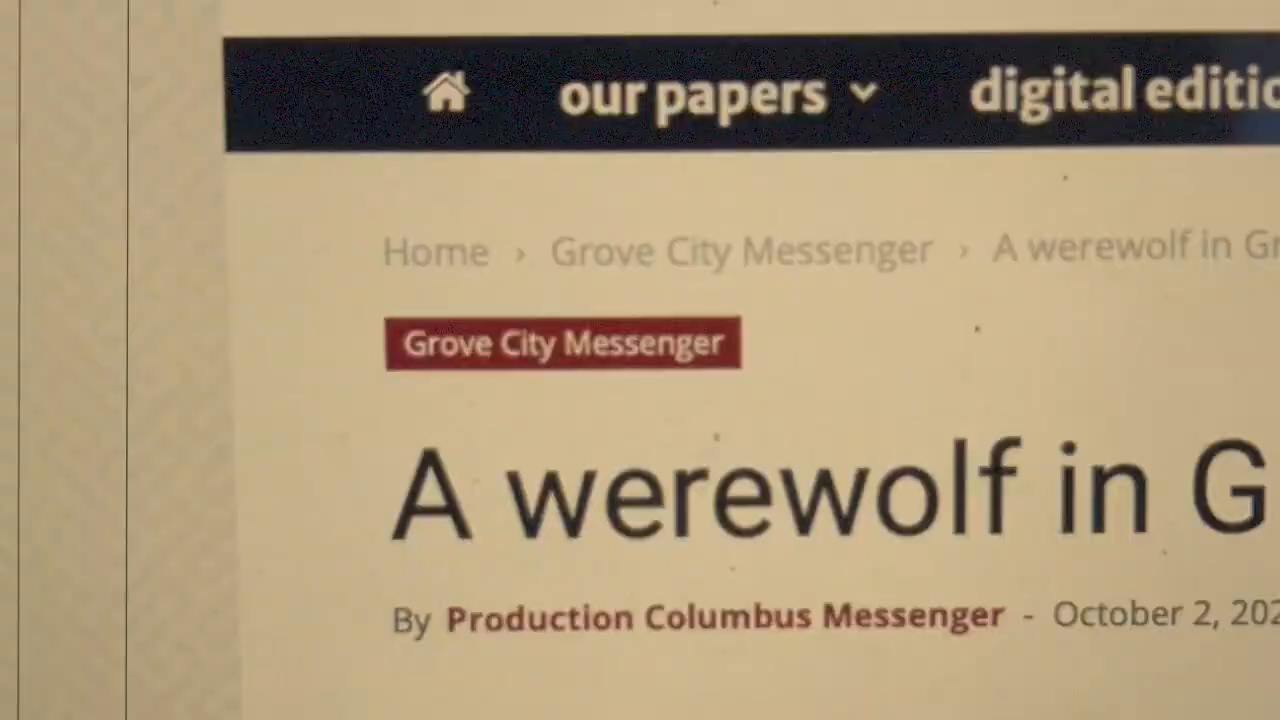 our papers digital editio
Home › Grove City Messenger › A werewolf in Gr
Grove City Messenger
A werewolf in G
By Production Columbus Messenger - October 2, 202